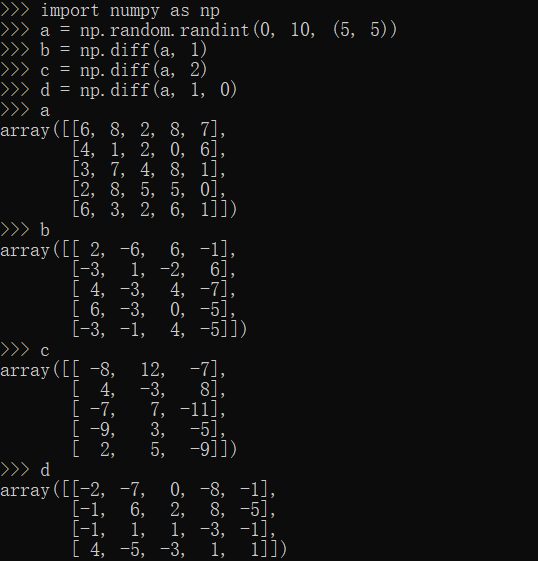 >>> import numpy as np
>>> a = np.random.randint(0, 10, (5, 5))
>>> b = np.diff(a, 1)
>>> c = np.diff(a, 2)
>>> d = np.diff(a, 1, 0)
>>> a
array([[6, 8, 2, 8, 7],
       [4, 1, 2, 0, 6],
       [3, 7, 4, 8, 1],
       [2, 8, 5, 5, 0],
       [6, 3, 2, 6, 1]])
>>> b
array([[ 2, -6,  6, -1],
       [-3,  1, -2,  6],
       [ 4, -3,  4, -7],
       [ 6, -3,  0, -5],
       [-3, -1,  4, -5]])
>>> c
array([[ -8,  12,  -7],
       [  4,  -3,   8],
       [ -7,   7, -11],
       [ -9,   3,  -5],
       [  2,   5,  -9]])
>>> d
array([[-2, -7,  0, -8, -1],
       [-1,  6,  2,  8, -5],
       [-1,  1,  1, -3, -1],
       [ 4, -5, -3,  1,  1]])